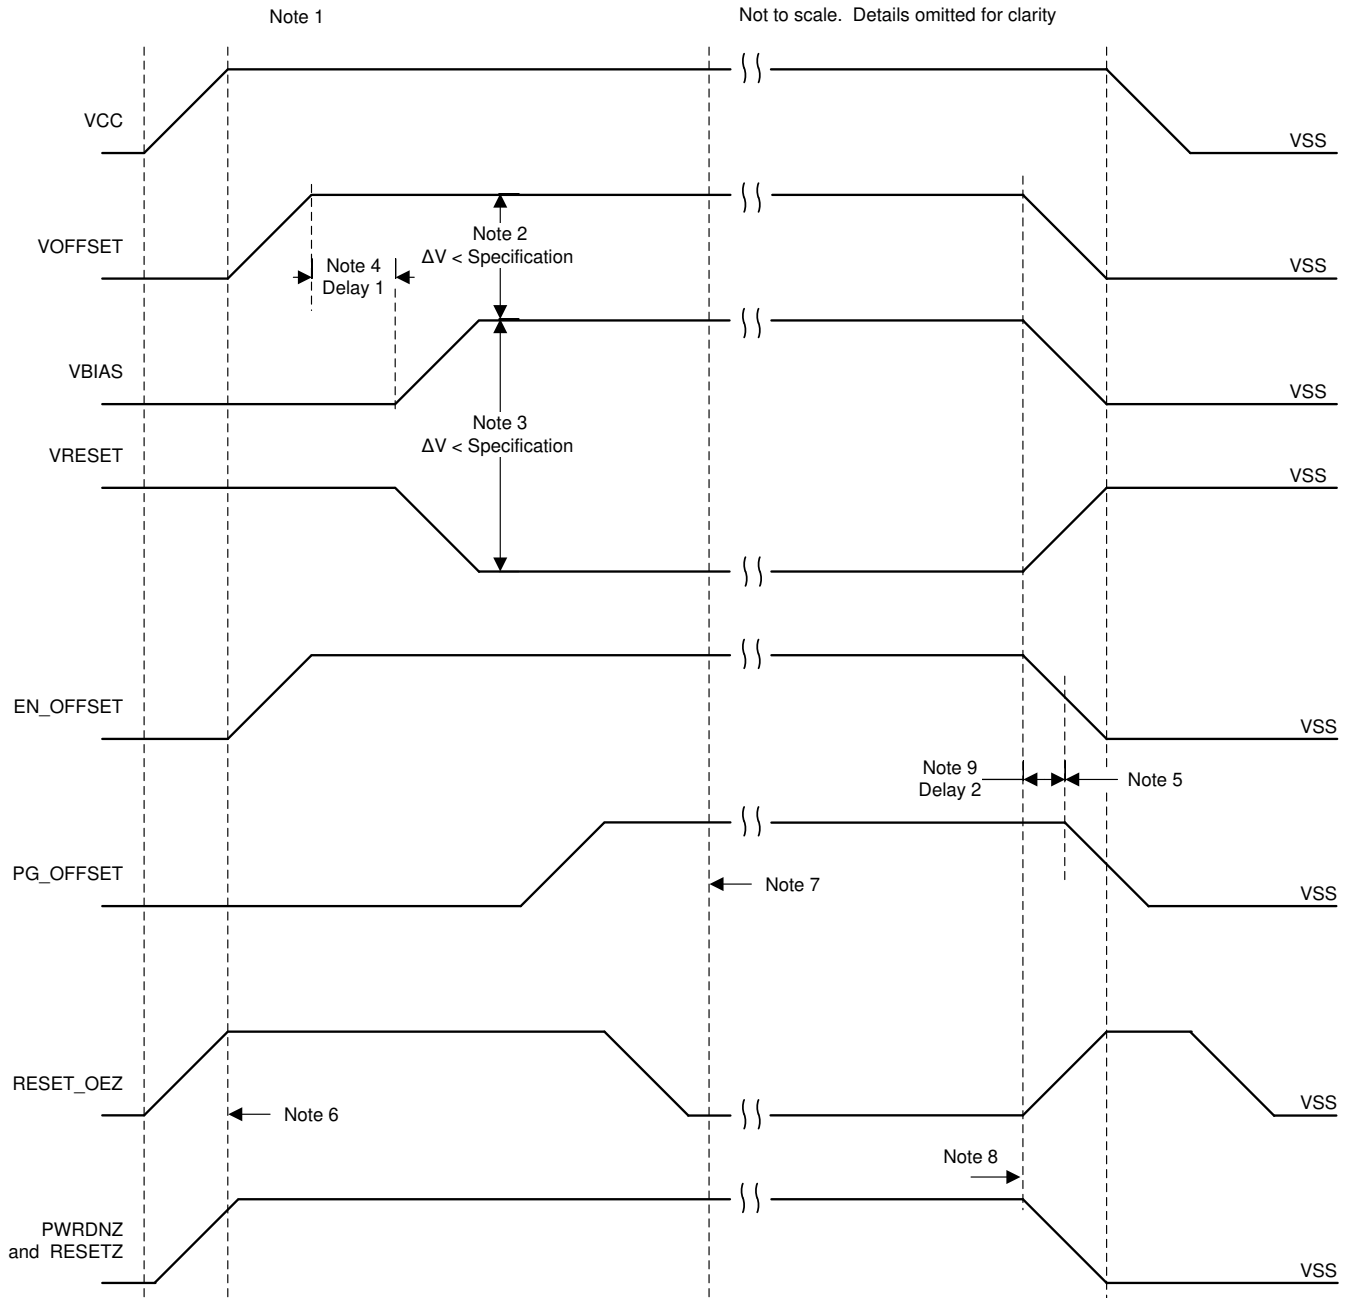 Note 1
Not to scale.  Details omitted for clarity
VCC
VSS
VOFFSET
Note 2
ΔV < Specification
Note 4
Delay 1
VSS
VBIAS
VSS
Note 3
ΔV < Specification
VRESET
VSS
EN_OFFSET
VSS
Note 9
Delay 2
Note 5
PG_OFFSET
Note 7
VSS
RESET_OEZ
VSS
Note 6
Note 8
PWRDNZ
and  RESETZ
VSS